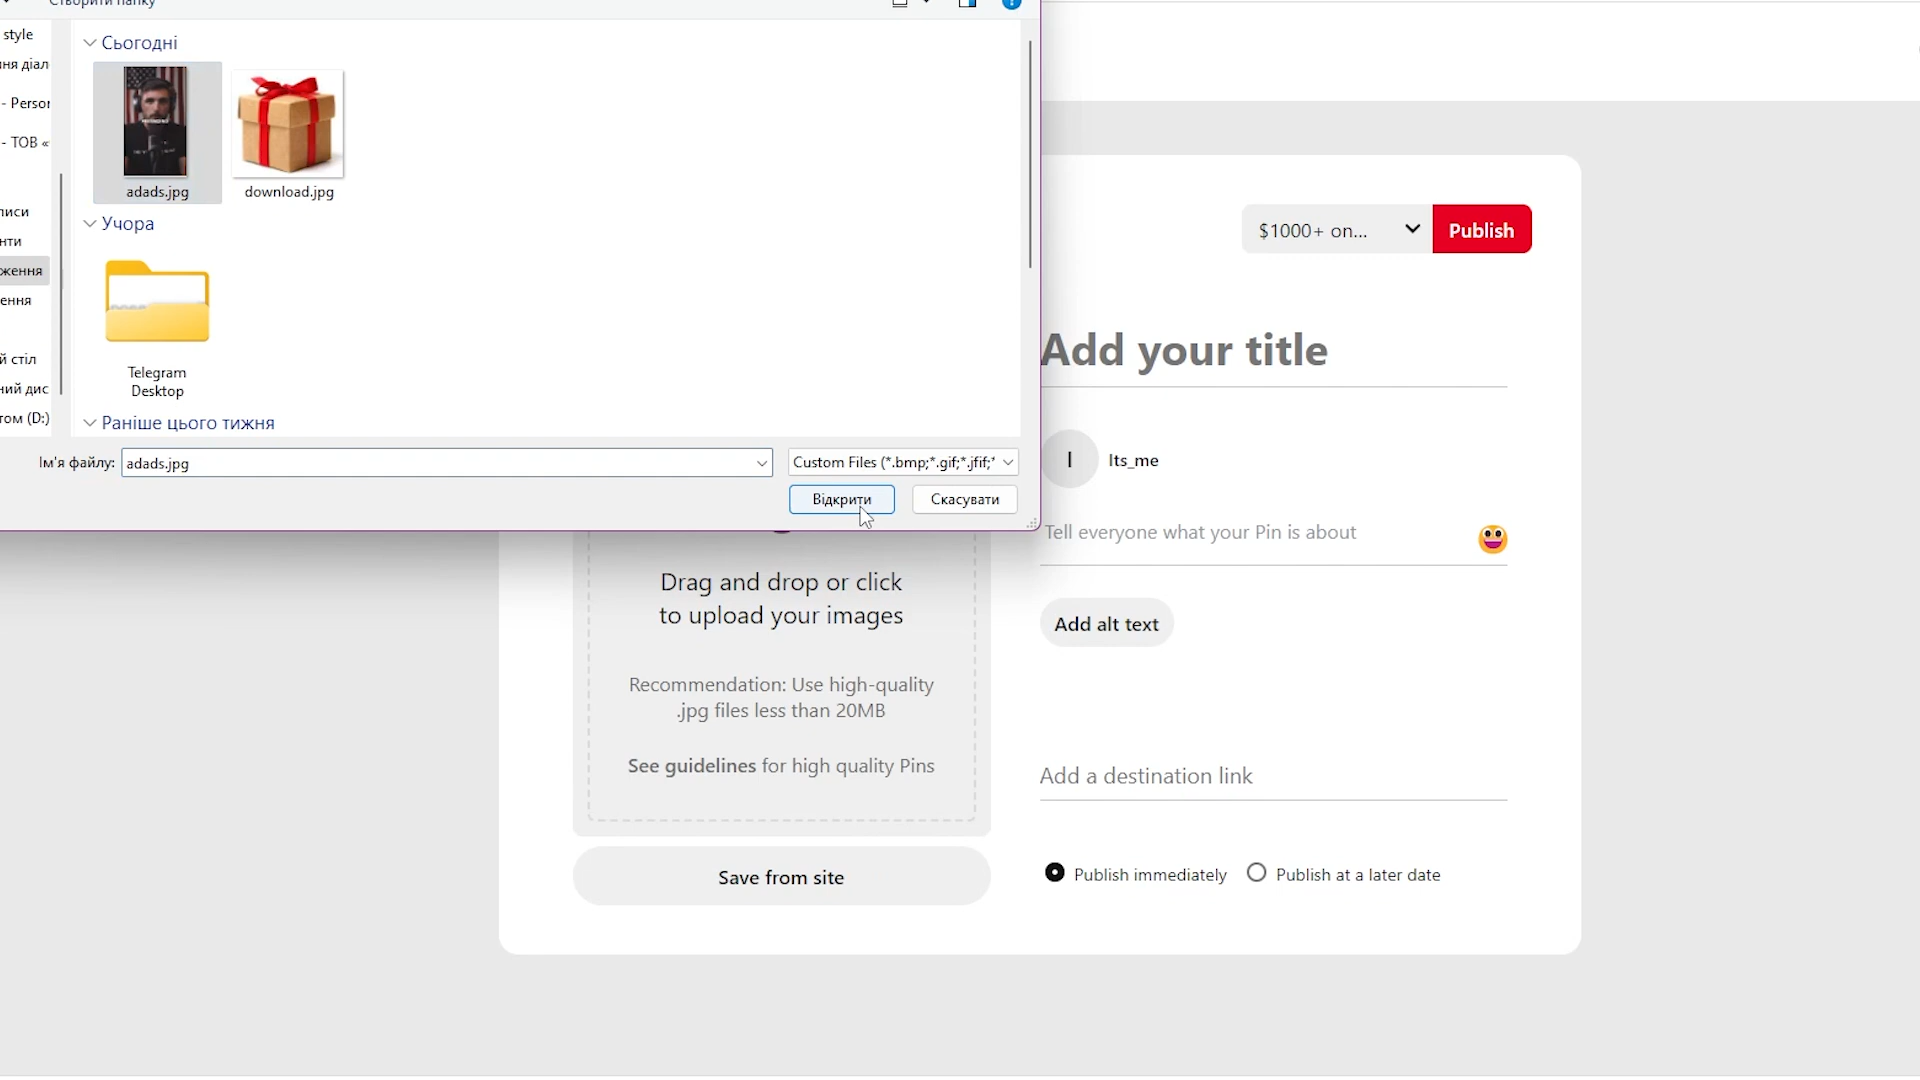 Створити папку
style
ня діал
- Persor
- ТОВ «
писи
нти
ження
ення
й стіл
ний дис
том (D:)
Сьогодні
adads.jpg
download.jpg
Учора
Telegram
Desktop
Раніше цього тижня
Ім'я файлу:
adads.jpg
Custom Files (*.bmp;*.gif;*.jfif;*
Відкрити
Скасувати
$1000+ on...
Publish
Add your title
I
Its_me
Tell everyone what your Pin is about
Add alt text
Add a destination link
Publish immediately
Publish at a later date
Drag and drop or click
to upload your images
Recommendation: Use high-quality
.jpg files less than 20MB
See guidelines for high quality Pins
Save from site